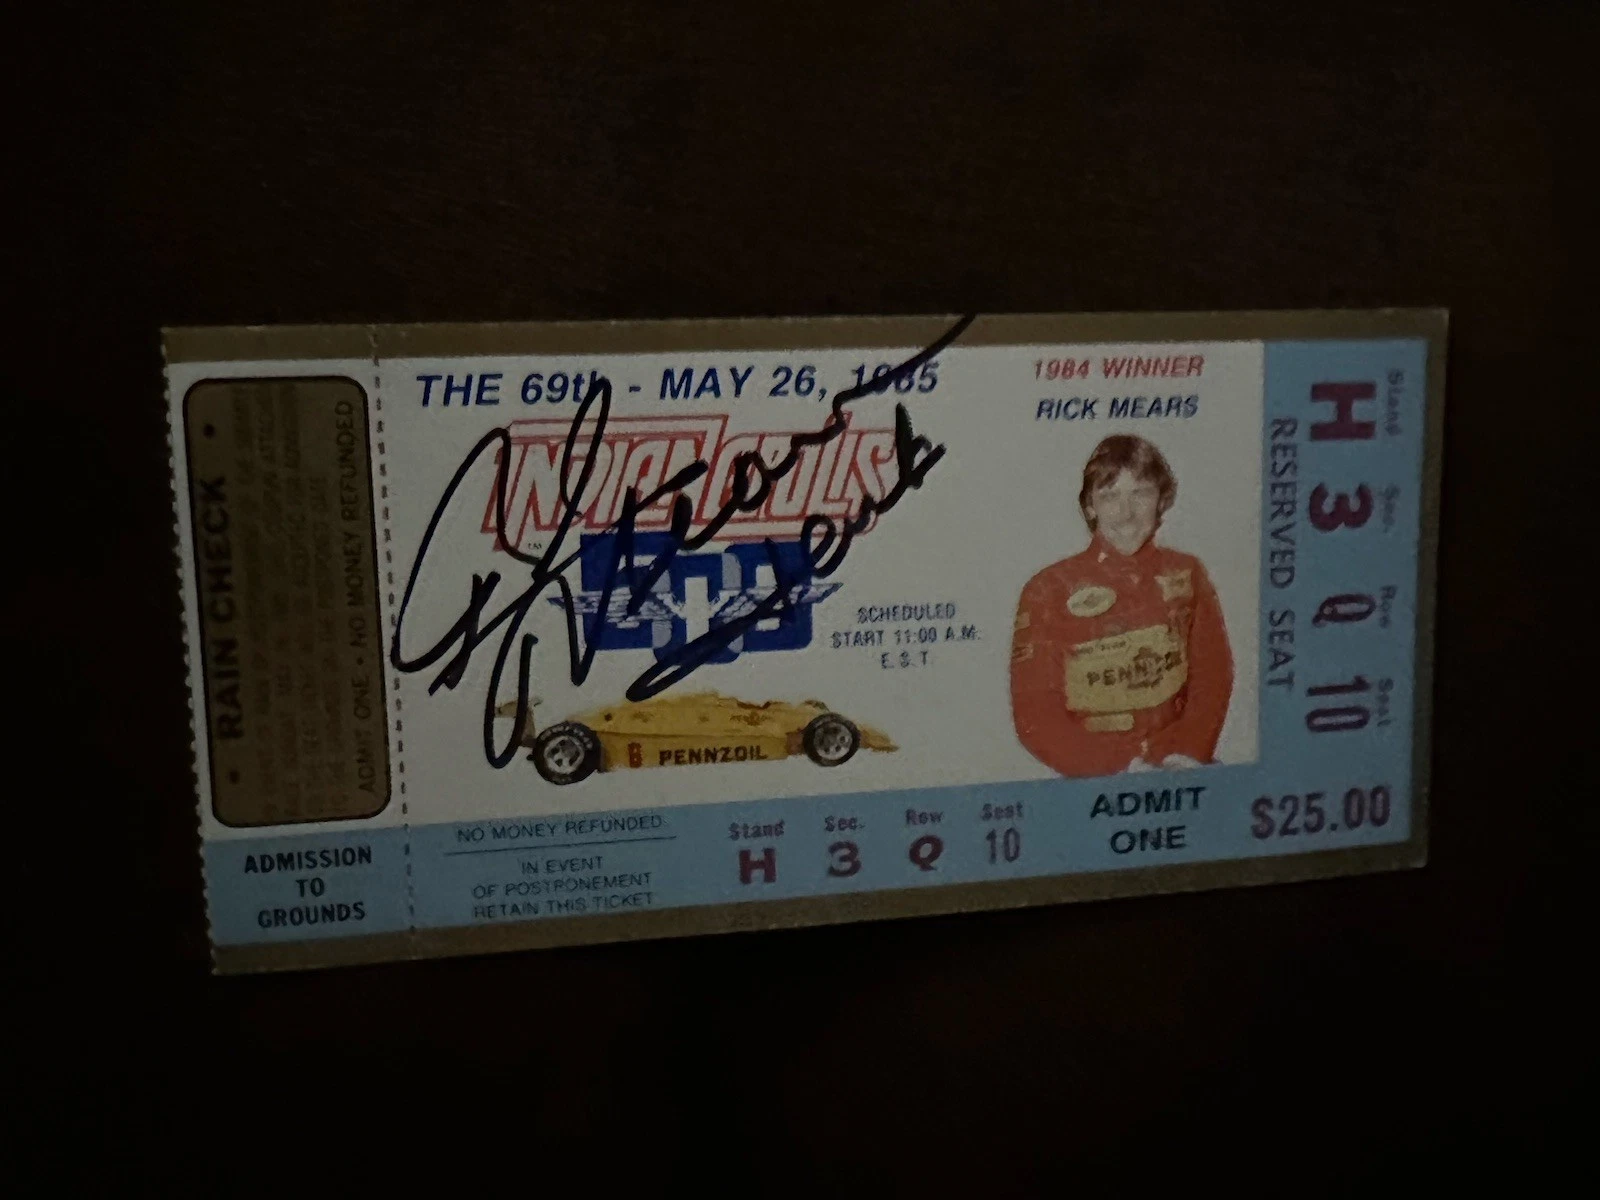 THE 69th - MAY 26, 1985
INDIANAPOLIS
TM
500
SCHEDULED
START 11:00 A.M.
E.S.T.
1984 WINNER
RICK MEARS
PENNZOIL
6 PENNZOIL
RAIN CHECK
ADMIT ONE • NO MONEY REFUNDED
ADMISSION
TO
GROUNDS
NO MONEY REFUNDED
IN EVENT
OF POSTPONEMENT
RETAIN THIS TICKET
Stand Sec. Row Seat
H 3 Q 10
ADMIT
ONE
$25.00
Stand Sec. Row Seat
H 3 Q 10
RESERVED SEAT